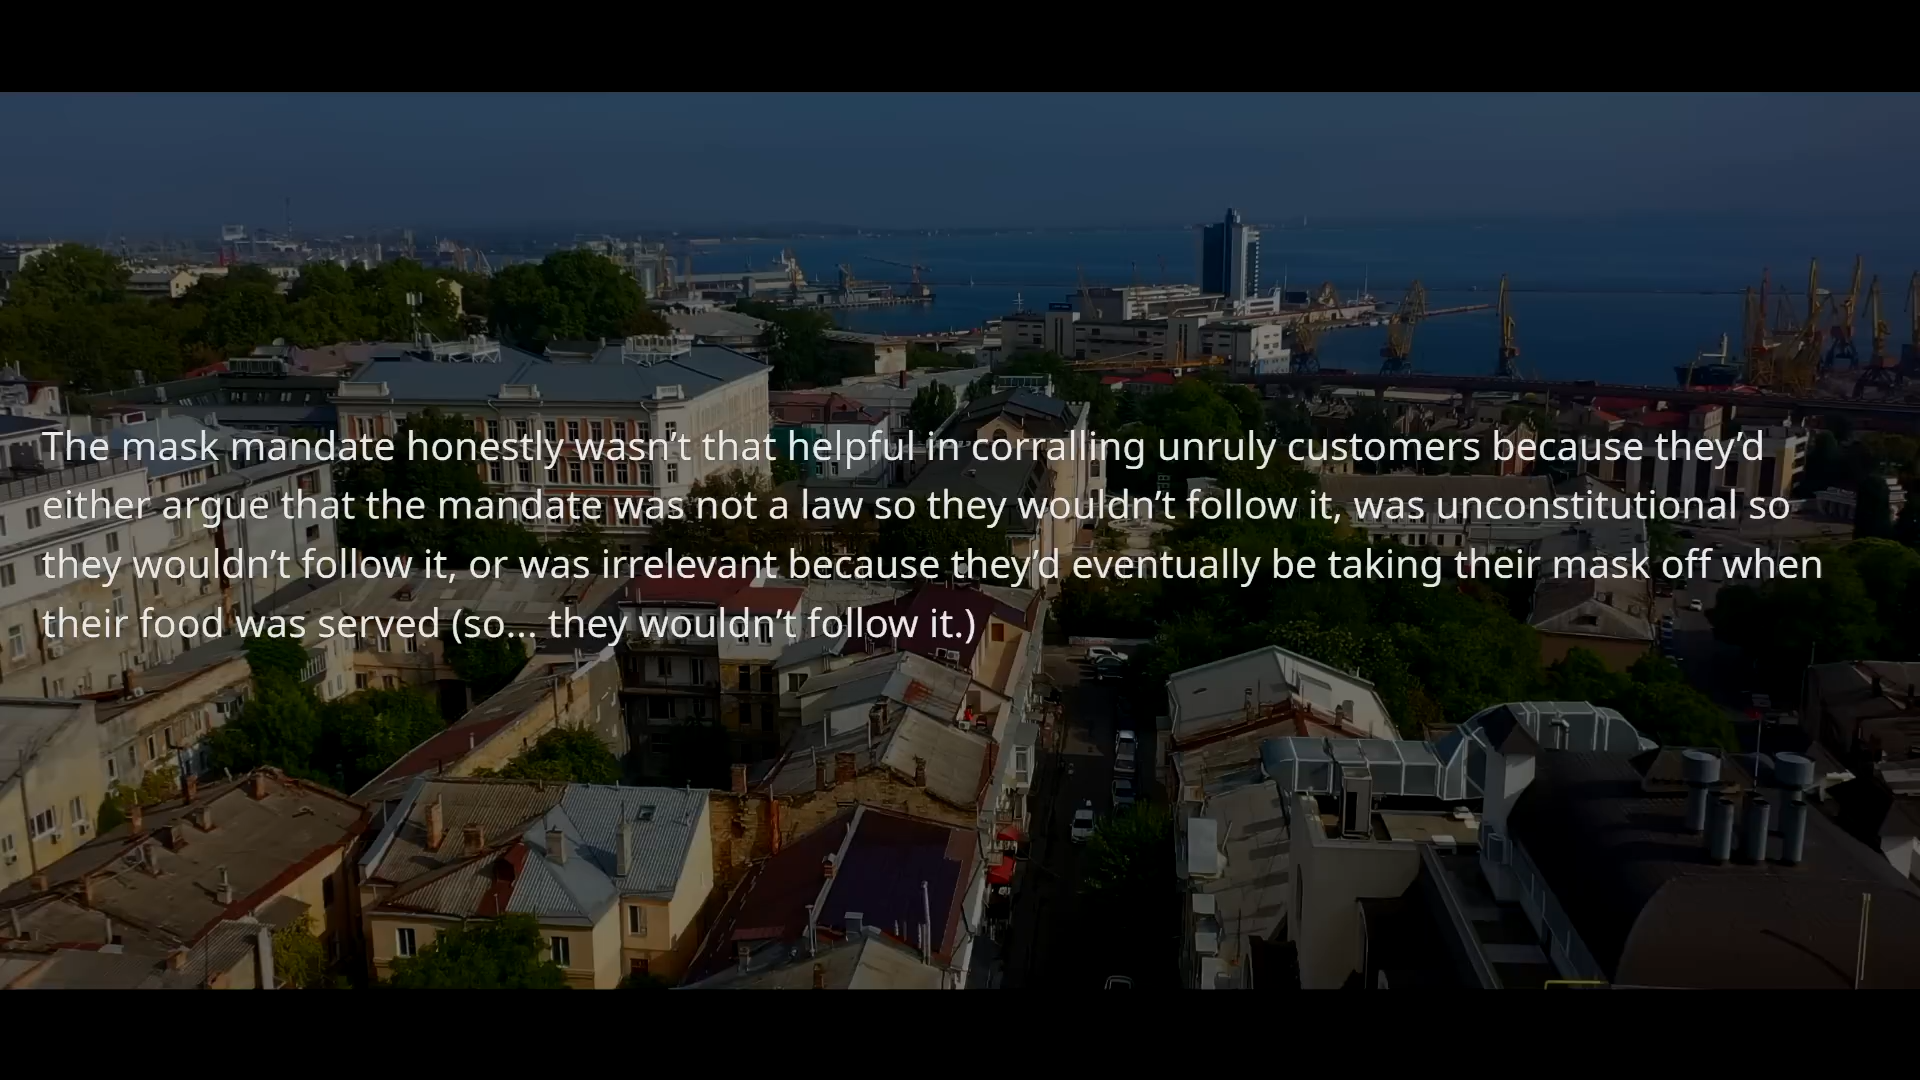 The mask mandate honestly wasn’t that helpful in corralling unruly customers because they’d
either argue that the mandate was not a law so they wouldn’t follow it, was unconstitutional so
they wouldn’t follow it, or was irrelevant because they’d eventually be taking their mask off when
their food was served (so... they wouldn’t follow it.)